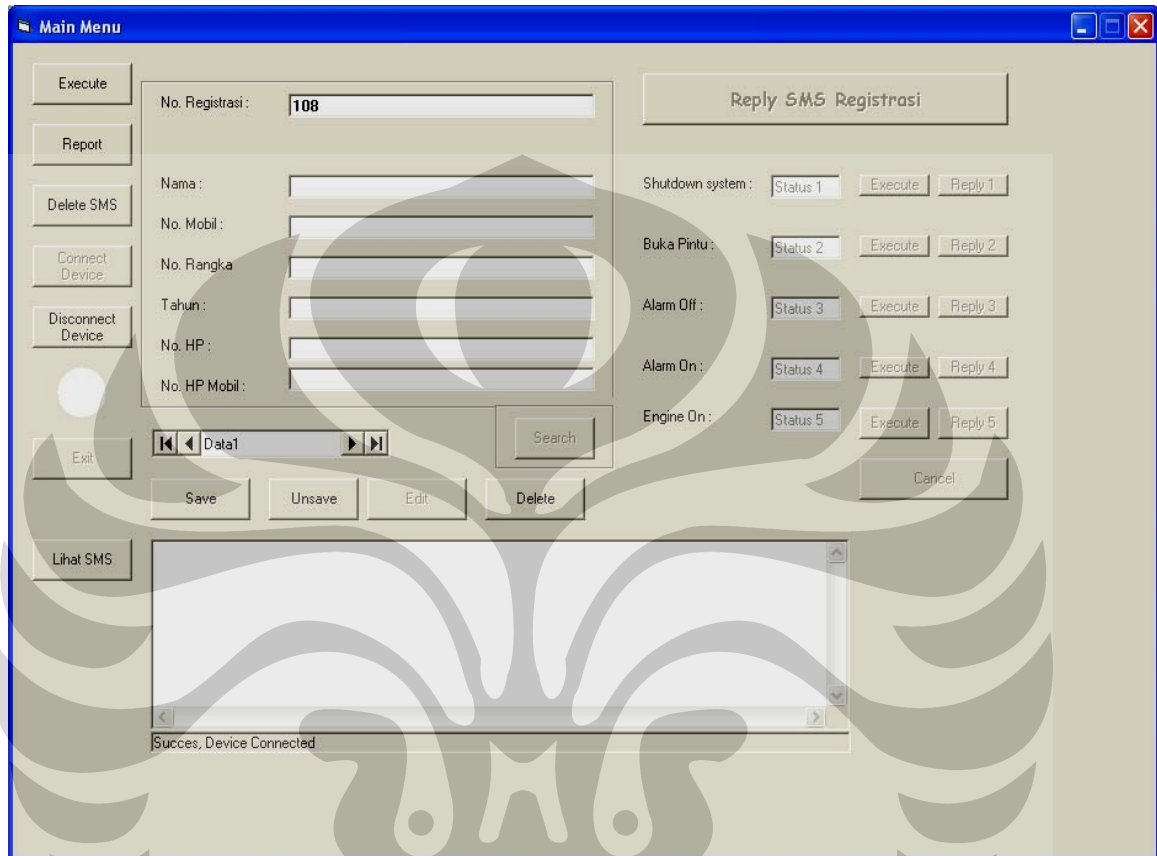 Main Menu
Execute
Report
Delete SMS
Connect
Device
Disconnect
Device
Exit
Lihat SMS
No. Registrasi : 108
Nama :
No. Mobil :
No. Rangka
Tahun :
No. HP :
No. HP Mobil :
Data1
Search
Save Unsave Edit Delete
Succes, Device Connected
Reply SMS Registrasi
Shutdown system : Status 1 Execute Reply 1
Buka Pintu : Status 2 Execute Reply 2
Alarm Off : Status 3 Execute Reply 3
Alarm On : Status 4 Execute Reply 4
Engine On : Status 5 Execute Reply 5
Cancel